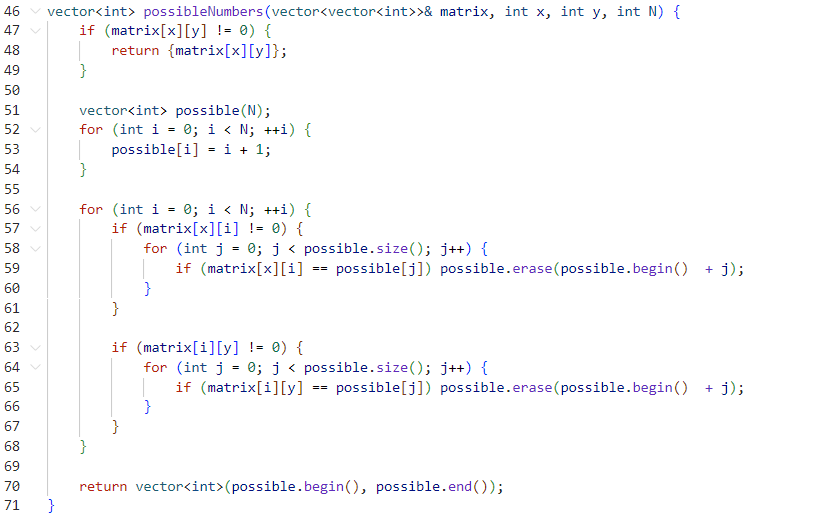 46 vector<int> possibleNumbers(vector<vector<int>>& matrix, int x, int y, int N) {
47     if (matrix[x][y] != 0) {
48         return {matrix[x][y]};
49     }
50
51     vector<int> possible(N);
52     for (int i = 0; i < N; ++i) {
53         possible[i] = i + 1;
54     }
55
56     for (int i = 0; i < N; ++i) {
57         if (matrix[x][i] != 0) {
58             for (int j = 0; j < possible.size(); j++) {
59                 if (matrix[x][i] == possible[j]) possible.erase(possible.begin()  + j);
60             }
61         }
62
63         if (matrix[i][y] != 0) {
64             for (int j = 0; j < possible.size(); j++) {
65                 if (matrix[i][y] == possible[j]) possible.erase(possible.begin()  + j);
66             }
67         }
68     }
69
70     return vector<int>(possible.begin(), possible.end());
71 }